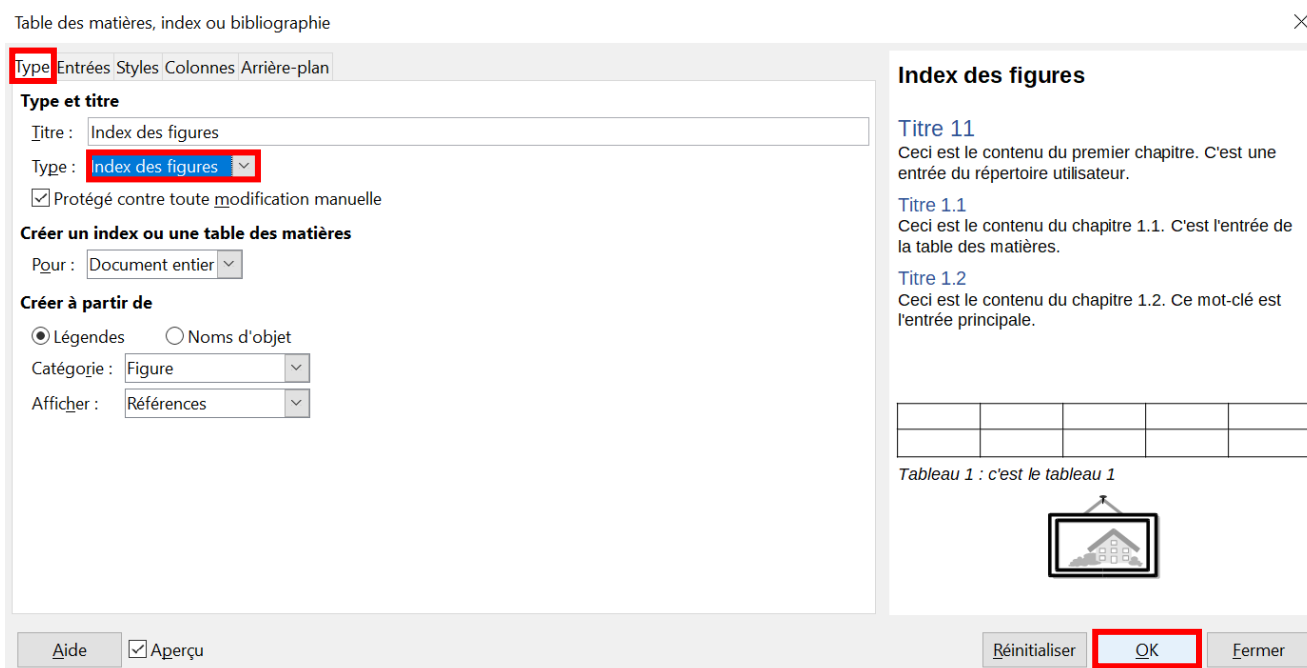 Table des matières, index ou bibliographie
Type Entrées Styles Colonnes Arrière-plan
Type et titre
Titre : Index des figures
Type : Index des figures
Protégé contre toute modification manuelle
Créer un index ou une table des matières
Pour : Document entier
Créer à partir de
Légendes Noms d'objet
Catégorie : Figure
Afficher : Références
Index des figures
Titre 11
Ceci est le contenu du premier chapitre. C'est une
entrée du répertoire utilisateur.
Titre 1.1
Ceci est le contenu du chapitre 1.1. C'est l'entrée de
la table des matières.
Titre 1.2
Ceci est le contenu du chapitre 1.2. Ce mot-clé est
l'entrée principale.
Tableau 1 : c'est le tableau 1
Aide Aperçu Réinitialiser OK Fermer